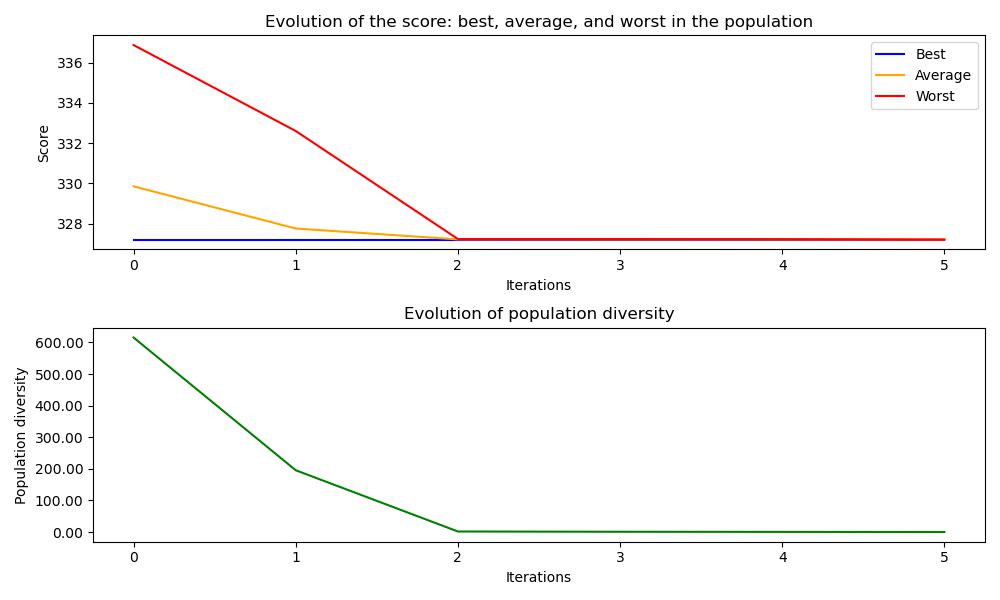 Evolution of the score: best, average, and worst in the population
Score
336
334
332
330
328
Best
Average
Worst
0 1 2 3 4 5
Iterations
Evolution of population diversity
Population diversity
600.00
500.00
400.00
300.00
200.00
100.00
0.00
0 1 2 3 4 5
Iterations